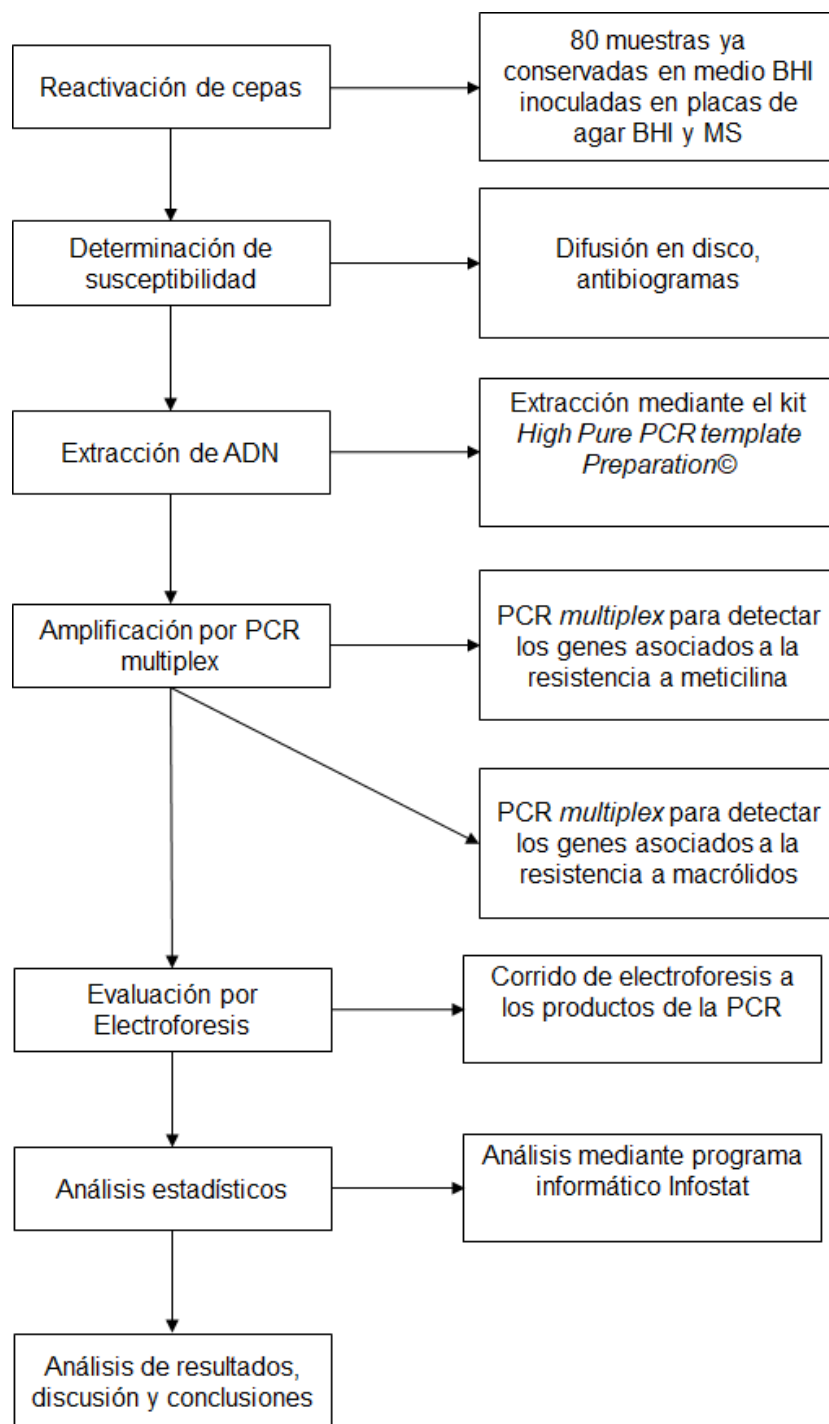 Reactivación de cepas
80 muestras ya
conservadas en medio BHI
inoculadas en placas de
agar BHI y MS
Determinación de
susceptibilidad
Difusión en disco,
antibiogramas
Extracción de ADN
Extracción mediante el kit
High Pure PCR template
Preparation©
Amplificación por PCR
multiplex
PCR multiplex para detectar
los genes asociados a la
resistencia a meticilina
PCR multiplex para detectar
los genes asociados a la
resistencia a macrólidos
Evaluación por
Electroforesis
Corrido de electroforesis a
los productos de la PCR
Análisis estadísticos
Análisis mediante programa
informático Infostat
Análisis de resultados,
discusión y conclusiones